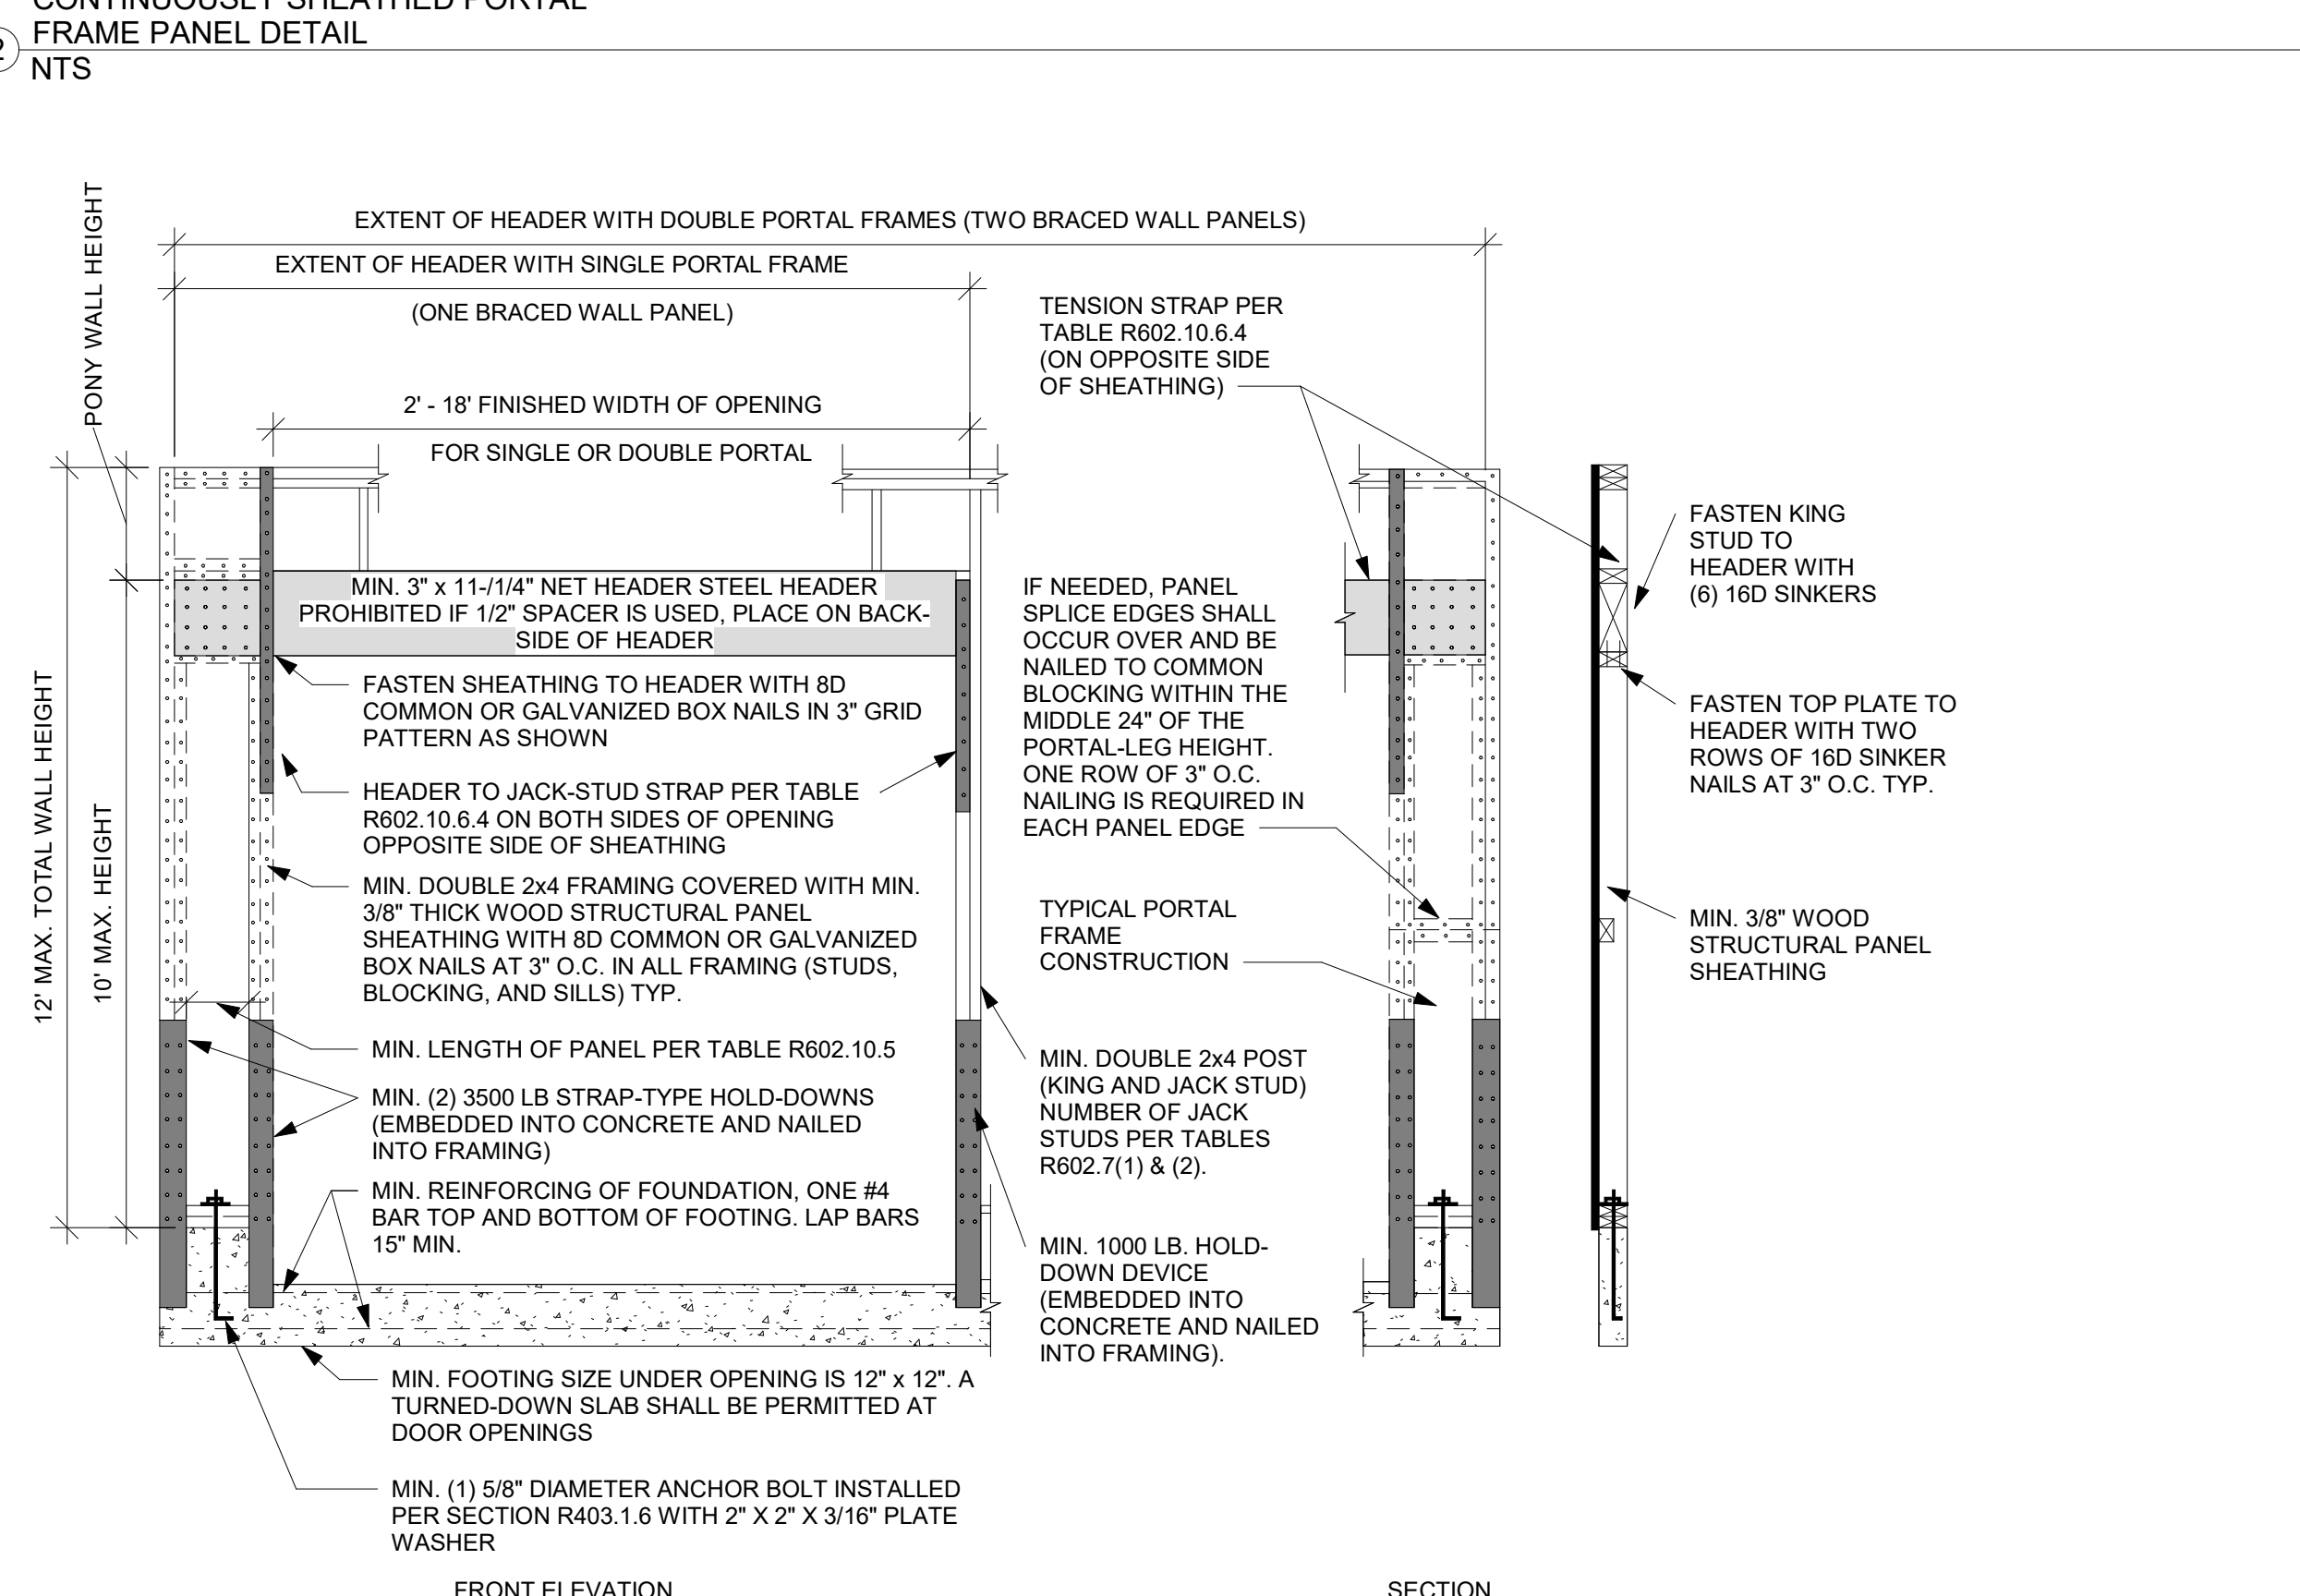 CONTINUOUSLY SHEATHED PORTAL
FRAME PANEL DETAIL
2
NTS
PONY WALL HEIGHT
EXTENT OF HEADER WITH DOUBLE PORTAL FRAMES (TWO BRACED WALL PANELS)
EXTENT OF HEADER WITH SINGLE PORTAL FRAME
(ONE BRACED WALL PANEL)
2' - 18' FINISHED WIDTH OF OPENING
FOR SINGLE OR DOUBLE PORTAL
12' MAX. TOTAL WALL HEIGHT
10' MAX. HEIGHT
MIN. 3" x 11-/1/4" NET HEADER STEEL HEADER
PROHIBITED IF 1/2" SPACER IS USED, PLACE ON BACK-
SIDE OF HEADER
FASTEN SHEATHING TO HEADER WITH 8D
COMMON OR GALVANIZED BOX NAILS IN 3" GRID
PATTERN AS SHOWN
HEADER TO JACK-STUD STRAP PER TABLE
R602.10.6.4 ON BOTH SIDES OF OPENING
OPPOSITE SIDE OF SHEATHING
MIN. DOUBLE 2x4 FRAMING COVERED WITH MIN.
3/8" THICK WOOD STRUCTURAL PANEL
SHEATHING WITH 8D COMMON OR GALVANIZED
BOX NAILS AT 3" O.C. IN ALL FRAMING (STUDS,
BLOCKING, AND SILLS) TYP.
MIN. LENGTH OF PANEL PER TABLE R602.10.5
MIN. (2) 3500 LB STRAP-TYPE HOLD-DOWNS
(EMBEDDED INTO CONCRETE AND NAILED
INTO FRAMING)
MIN. REINFORCING OF FOUNDATION, ONE #4
BAR TOP AND BOTTOM OF FOOTING. LAP BARS
15" MIN.
MIN. FOOTING SIZE UNDER OPENING IS 12" x 12". A
TURNED-DOWN SLAB SHALL BE PERMITTED AT
DOOR OPENINGS
MIN. (1) 5/8" DIAMETER ANCHOR BOLT INSTALLED
PER SECTION R403.1.6 WITH 2" X 2" X 3/16" PLATE
WASHER
FRONT ELEVATION
TENSION STRAP PER
TABLE R602.10.6.4
(ON OPPOSITE SIDE
OF SHEATHING)
IF NEEDED, PANEL
SPLICE EDGES SHALL
OCCUR OVER AND BE
NAILED TO COMMON
BLOCKING WITHIN THE
MIDDLE 24" OF THE
PORTAL-LEG HEIGHT.
ONE ROW OF 3" O.C.
NAILING IS REQUIRED IN
EACH PANEL EDGE
TYPICAL PORTAL
FRAME
CONSTRUCTION
MIN. DOUBLE 2x4 POST
(KING AND JACK STUD)
NUMBER OF JACK
STUDS PER TABLES
R602.7(1) & (2).
MIN. 1000 LB. HOLD-
DOWN DEVICE
(EMBEDDED INTO
CONCRETE AND NAILED
INTO FRAMING).
FASTEN KING
STUD TO
HEADER WITH
(6) 16D SINKERS
FASTEN TOP PLATE TO
HEADER WITH TWO
ROWS OF 16D SINKER
NAILS AT 3" O.C. TYP.
MIN. 3/8" WOOD
STRUCTURAL PANEL
SHEATHING
SECTION